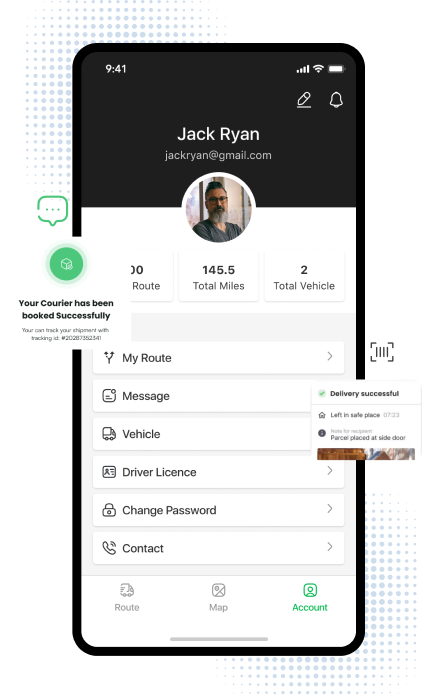 9:41
Jack Ryan
jackryan@gmail.com
00
Route
145.5
Total Miles
2
Total Vehicle
Your Courier has been
booked Successfully
Your can track your shipment with
tracking id: #20287352341
My Route
Message
Vehicle
Driver Licence
Change Password
Contact
Delivery successful
Left in safe place 07:23
Note for recipient
Parcel placed at side door
Route
Map
Account